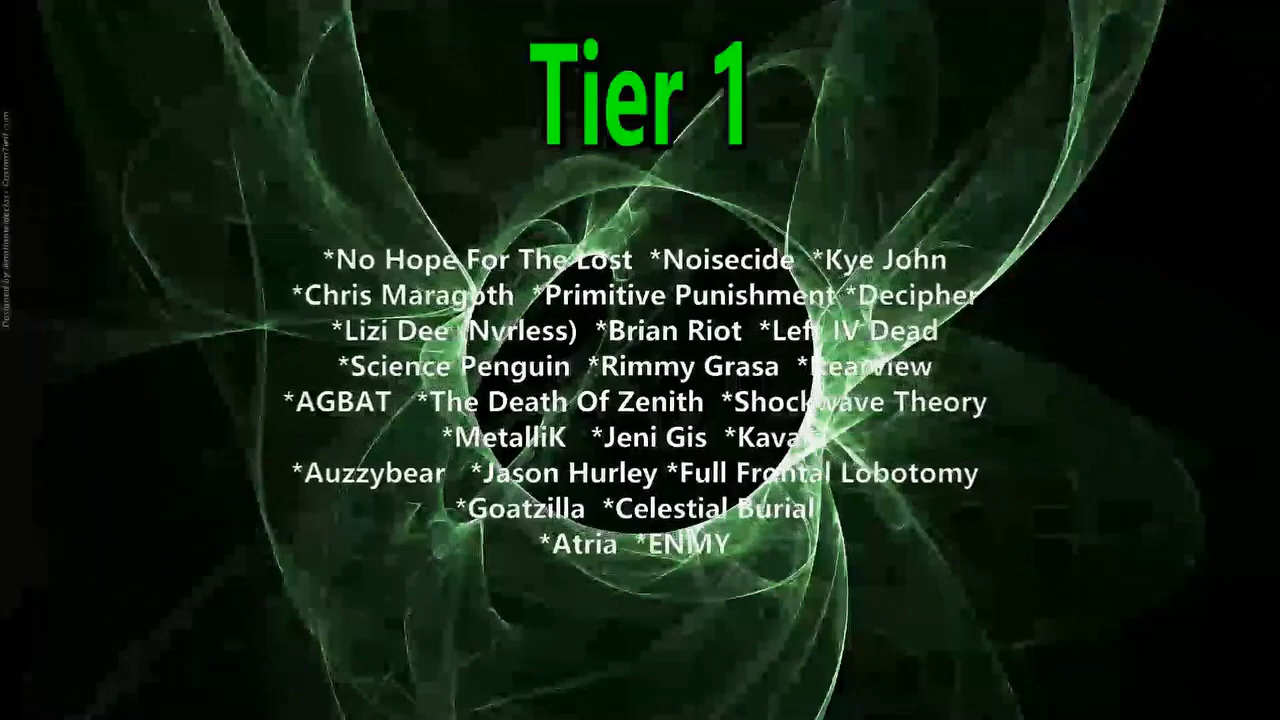 Tier 1
*No Hope For The Lost *Noisecide *Kye John
*Chris Maragoth *Primitive Punishment *Decipher
*Lizi Dee (Nvrless) *Brian Riot *Left IV Dead
*Science Penguin *Rimmy Grasa *Rearview
*AGBAT *The Death Of Zenith *Shockwave Theory
*MetalliK *Jeni Gis
*Auzzybear *Jason Hurley *Full Frontal Lobotomy
*Goatzilla *Celestial Burial
*Atria *ENMY